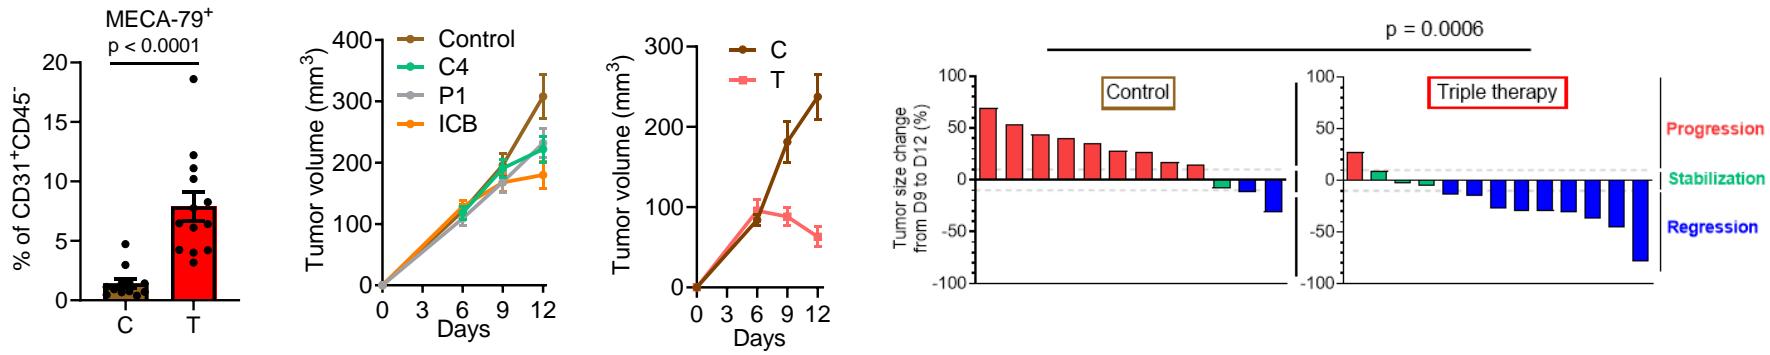 MECA-79⁺
p < 0.0001
% of CD31⁺CD45⁻
20
15
10
5
0
C
T
Tumor volume (mm³)
400
300
200
100
0
Control
C4
P1
ICB
0 3 6 9 12
Days
Tumor volume (mm³)
300
200
100
0
C
T
0 3 6 9 12
Days
p = 0.0006
Tumor size change
from D9 to D12 (%)
100
50
0
-50
-100
Control
100
50
0
-50
-100
Triple therapy
Progression
Stabilization
Regression